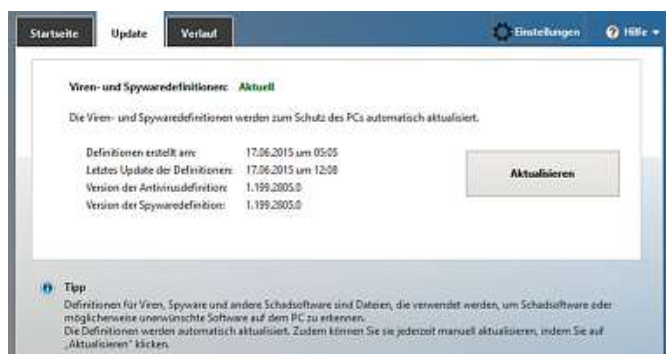 Startseite Update Verlauf Einstellungen Hilfe
Viren- und Spywaredefinitionen: Aktuell
Die Viren- und Spywaredefinitionen werden zum Schutz des PCs automatisch aktualisiert.
Definitionen erstellt am: 17.06.2015 um 05:05
Letztes Update der Definitionen: 17.06.2015 um 12:08
Version der Antivirusdefinition: 1.199.2805.0
Version der Spywaredefinition: 1.199.2805.0
Aktualisieren
Tipp
Definitionen für Viren, Spyware und andere Schadsoftware sind Dateien, die verwendet werden, um Schadsoftware oder
möglicherweise unerwünschte Software auf dem PC zu erkennen.
Die Definitionen werden automatisch aktualisiert. Zudem können Sie sie jederzeit manuell aktualisieren, indem Sie auf
„Aktualisieren" klicken.